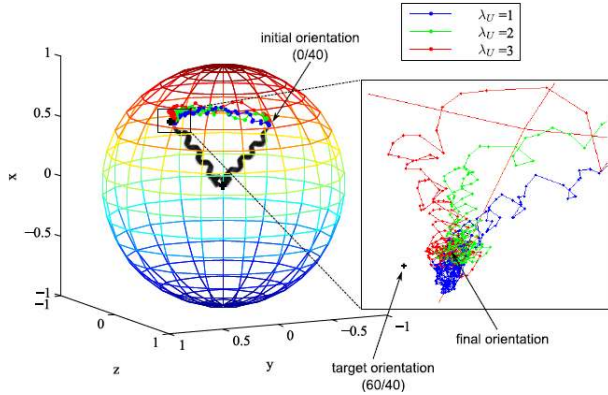 λU =1
λU =2
λU =3
initial orientation
(0/40)
1
0.5
0
−0.5
−1
x
−1
0
1
z
1
0.5
0
−0.5
−1
y
target orientation
(60/40)
final orientation